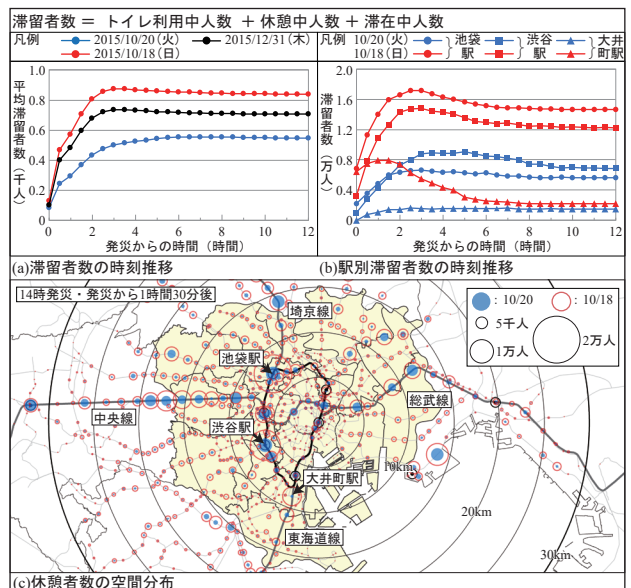 滞留者数 = トイレ利用中人数 + 休憩中人数 + 滞在中人数
凡例 2015/10/20(火) 2015/12/31(木)
2015/10/18(日)
凡例 10/20(火) 池袋 渋谷 大井
10/18(日) 駅 駅 町駅
平均滞留者数(千人)
1.0
0.8
0.6
0.4
0.2
0
0 2 4 6 8 10 12
発災からの時間(時間)
滞留者数(万人)
2.0
1.6
1.2
0.8
0.4
0
0 2 4 6 8 10 12
発災からの時間(時間)
(a)滞留者数の時刻推移
(b)駅別滞留者数の時刻推移
14時発災・発災から1時間30分後
: 10/20 : 10/18
5千人
1万人
2万人
埼京線
池袋駅
中央線
総武線
渋谷駅
大井町駅
10km
東海道線
20km
30km
(c)休憩者数の空間分布